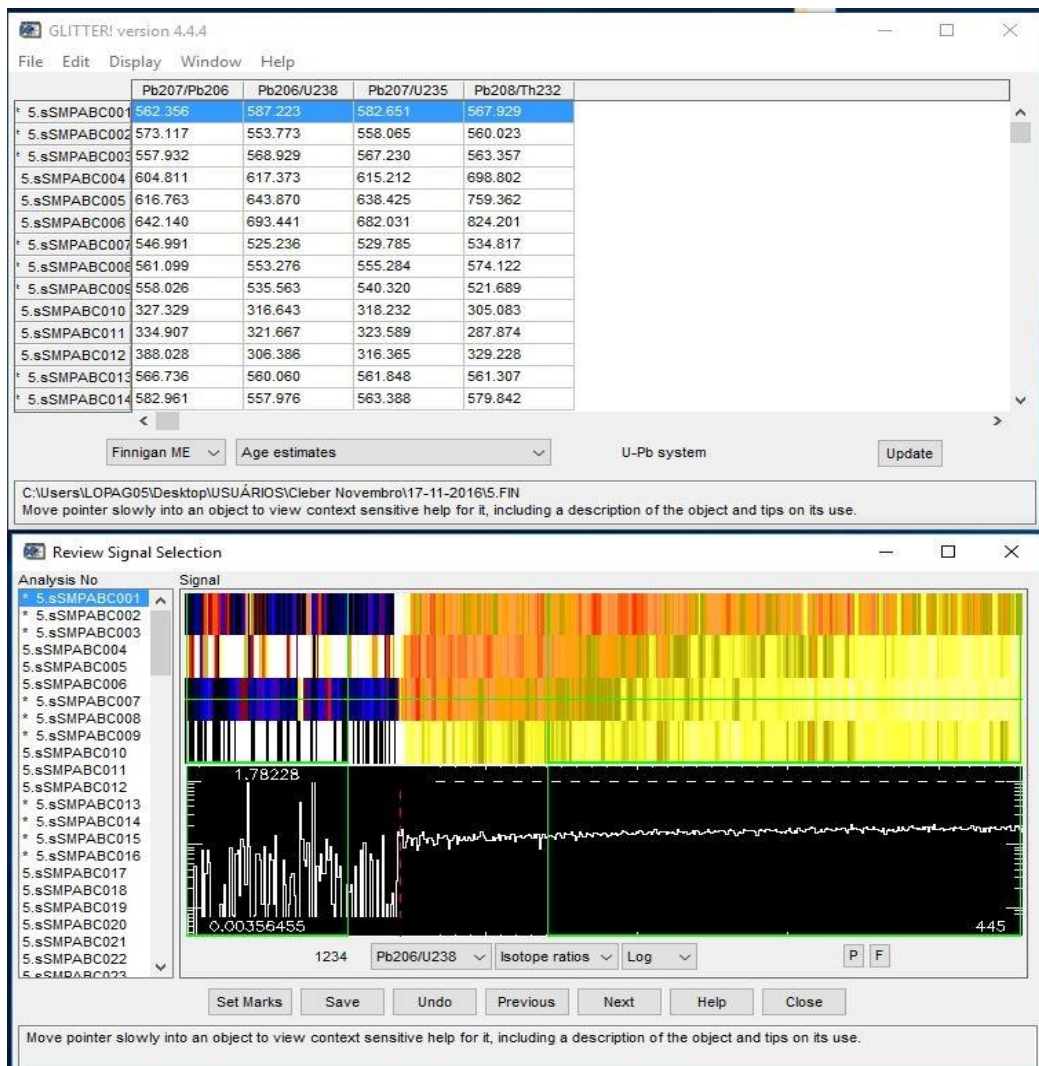 GLITTER! version 4.4.4
File Edit Display Window Help
Pb207/Pb206 Pb206/U238 Pb207/U235 Pb208/Th232
* 5.sSMPABC001 562.356 587.223 582.651 567.929
* 5.sSMPABC002 573.117 553.773 558.065 560.023
* 5.sSMPABC003 557.932 568.929 567.230 563.357
5.sSMPABC004 604.811 617.373 615.212 698.802
5.sSMPABC005 616.763 643.870 638.425 759.362
5.sSMPABC006 642.140 693.441 682.031 824.201
* 5.sSMPABC007 546.991 525.236 529.785 534.817
* 5.sSMPABC008 561.099 553.276 555.284 574.122
* 5.sSMPABC009 558.026 535.563 540.320 521.689
5.sSMPABC010 327.329 316.643 318.232 305.083
5.sSMPABC011 334.907 321.667 323.589 287.874
5.sSMPABC012 388.028 306.386 316.365 329.228
* 5.sSMPABC013 566.736 560.060 561.848 561.307
* 5.sSMPABC014 582.961 557.976 563.388 579.842
Finnigan ME Age estimates U-Pb system Update
C:\Users\LOPAG05\Desktop\USUÁRIOS\Cleber Novembro\17-11-2016\5.FIN
Move pointer slowly into an object to view context sensitive help for it, including a description of the object and tips on its use.
Review Signal Selection
Analysis No Signal
* 5.sSMPABC001
* 5.sSMPABC002
* 5.sSMPABC003
5.sSMPABC004
5.sSMPABC005
5.sSMPABC006
* 5.sSMPABC007
* 5.sSMPABC008
* 5.sSMPABC009
5.sSMPABC010
5.sSMPABC011
5.sSMPABC012
* 5.sSMPABC013
* 5.sSMPABC014
* 5.sSMPABC015
* 5.sSMPABC016
5.sSMPABC017
5.sSMPABC018
5.sSMPABC019
5.sSMPABC020
5.sSMPABC021
5.sSMPABC022
5.sSMPABC023
1.78228
0.00356455 445
1234 Pb206/U238 Isotope ratios Log P F
Set Marks Save Undo Previous Next Help Close
Move pointer slowly into an object to view context sensitive help for it, including a description of the object and tips on its use.